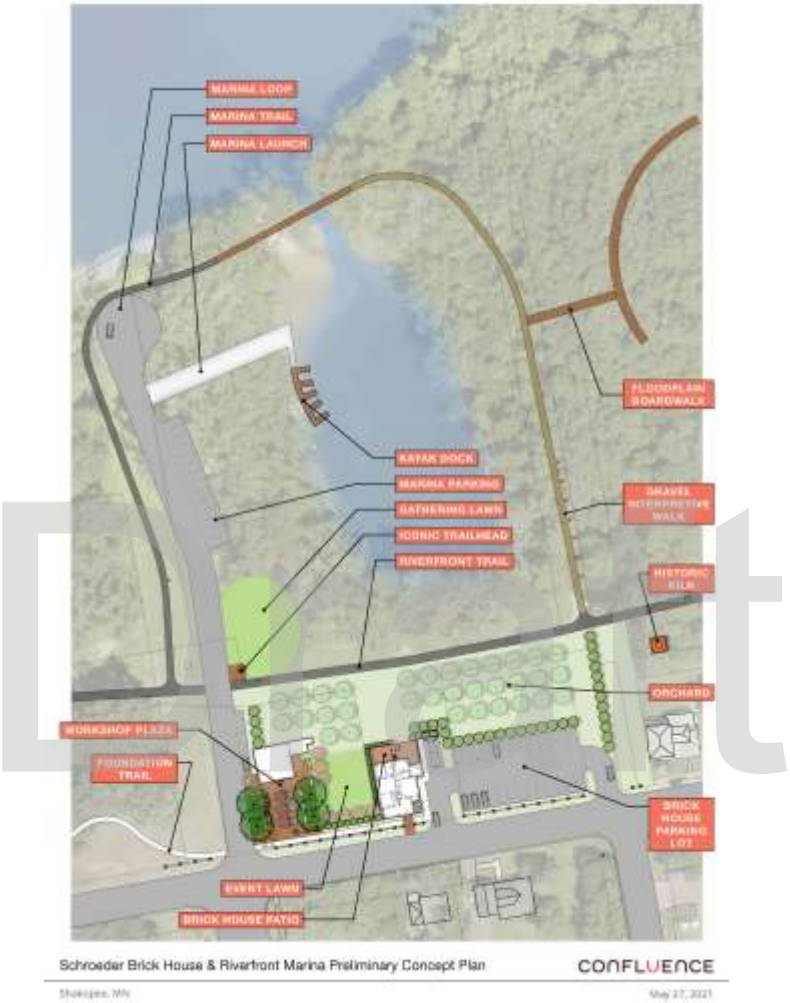 MARINA LOOP
MARINA TRAIL
MARINA LAUNCH
FLOODPLAIN
BOARDWALK
KAYAK DOCK
MARINA PARKING
GATHERING LAWN
ICONIC TRAILHEAD
RIVERFRONT TRAIL
GRAVEL
INTERPRETIVE
WALK
HISTORIC
KILN
ORCHARD
WORKSHOP PLAZA
FOUNDATION
TRAIL
BRICK
HOUSE
PARKING
LOT
EVENT LAWN
BRICK HOUSE PATIO
Draft
Schroeder Brick House & Riverfront Marina Preliminary Concept Plan
CONFLUENCE
Shakopee, MN
May 27, 2021